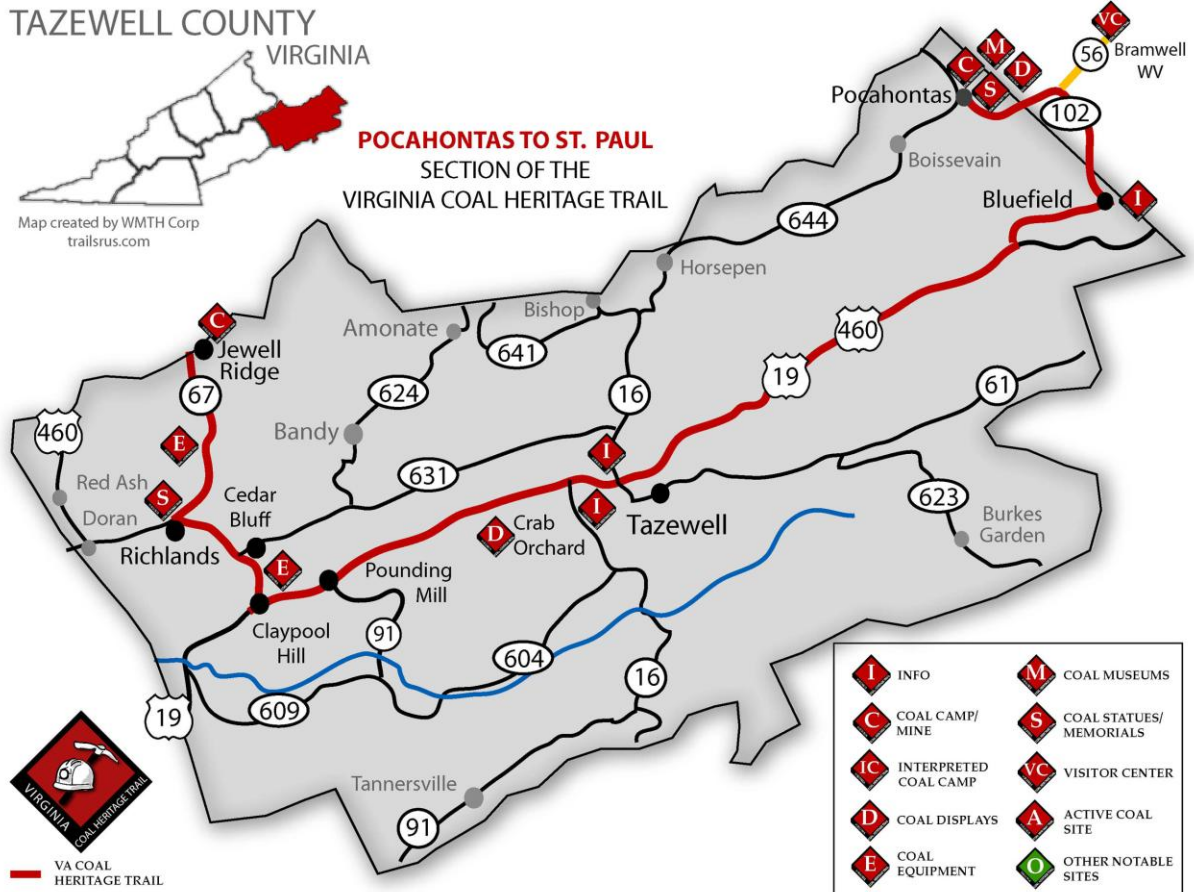 TAZEWELL COUNTY
VIRGINIA
Map created by WMTH Corp
trailsrus.com
POCAHONTAS TO ST. PAUL
SECTION OF THE
VIRGINIA COAL HERITAGE TRAIL
VC
M
56
Bramwell
WV
C
D
S
Pocahontas
102
Boissevain
Bluefield
I
644
Horsepen
Bishop
460
C
Jewell
Ridge
Amonate
641
19
67
624
16
61
460
E
Bandy
I
631
Red Ash
S
Cedar
Bluff
623
Doran
I
Tazewell
Burkes
Garden
Richlands
D
Crab
Orchard
E
Pounding
Mill
Claypool
Hill
91
604
16
19
609
Tannersville
91
VIRGINIA
COAL HERITAGE TRAIL
VA COAL
HERITAGE TRAIL
I
INFO
C
COAL CAMP/
MINE
IC
INTERPRETED
COAL CAMP
D
COAL DISPLAYS
E
COAL
EQUIPMENT
M
COAL MUSEUMS
S
COAL STATUES/
MEMORIALS
VC
VISITOR CENTER
A
ACTIVE COAL
SITE
O
OTHER NOTABLE
SITES